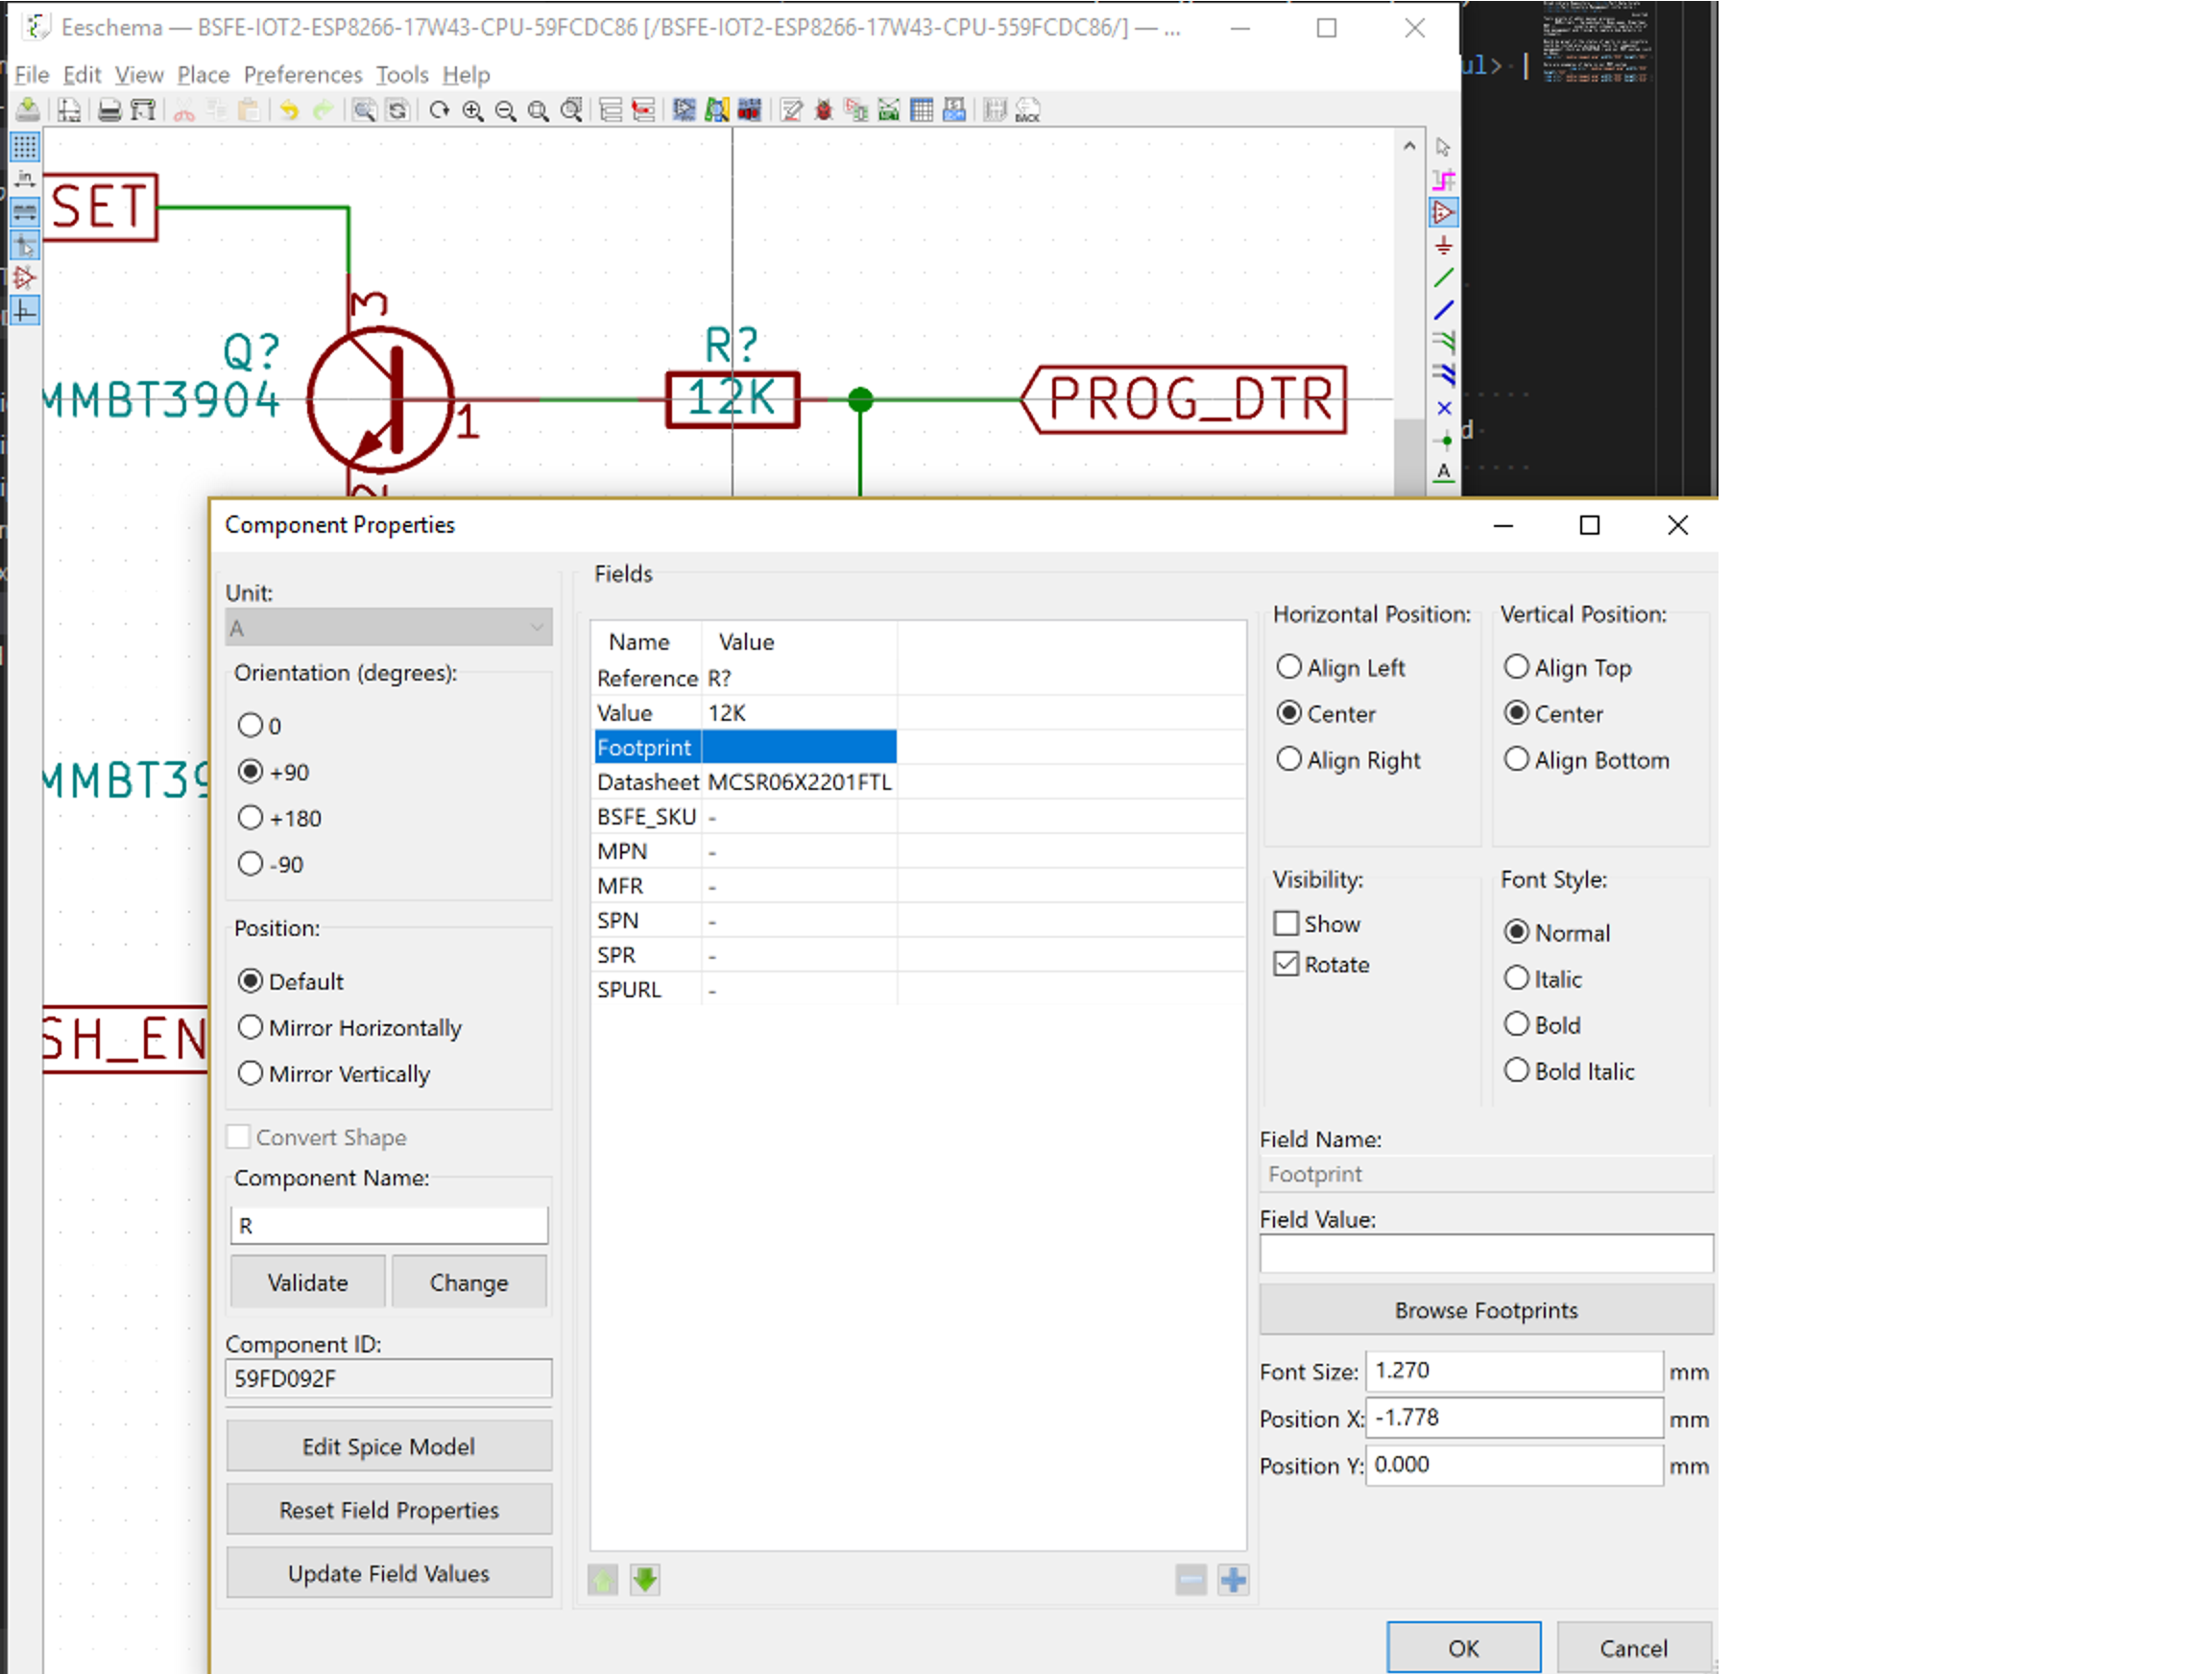 Eeschema — BSFE-IOT2-ESP8266-17W43-CPU-59FCDC86 [/BSFE-IOT2-ESP8266-17W43-CPU-559FCDC86/] — ...
File Edit View Place Preferences Tools Help
BACK
in
A
ul> |
d
SET
3
Q?
MMBT3904
1
R?
12K
PROG_DTR
2
MMBT39
SH_EN
Component Properties
Unit:
A
Orientation (degrees):
0
+90
+180
-90
Position:
Default
Mirror Horizontally
Mirror Vertically
Convert Shape
Component Name:
R
Validate Change
Component ID:
59FD092F
Edit Spice Model
Reset Field Properties
Update Field Values
Fields
Name Value
Reference R?
Value 12K
Footprint
Datasheet MCSR06X2201FTL
BSFE_SKU -
MPN -
MFR -
SPN -
SPR -
SPURL -
Horizontal Position:
Align Left
Center
Align Right
Vertical Position:
Align Top
Center
Align Bottom
Visibility:
Show
Rotate
Font Style:
Normal
Italic
Bold
Bold Italic
Field Name:
Footprint
Field Value:
Browse Footprints
Font Size: 1.270 mm
Position X: -1.778 mm
Position Y: 0.000 mm
OK Cancel